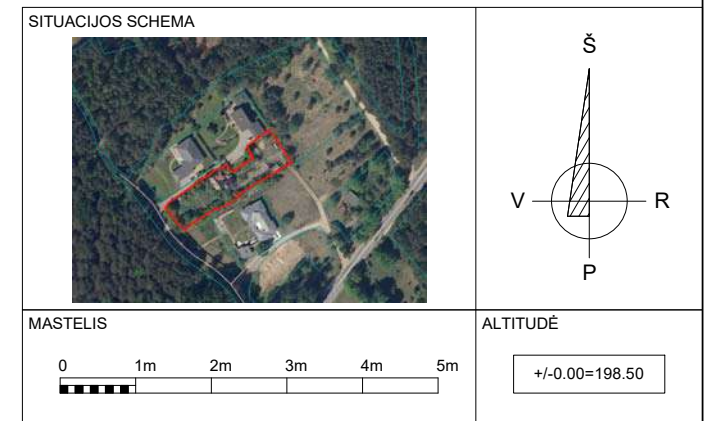 SITUACIJOS SCHEMA
Š
V R
P
MASTELIS
0 1m 2m 3m 4m 5m
ALTITUDĖ
+/-0.00=198.50